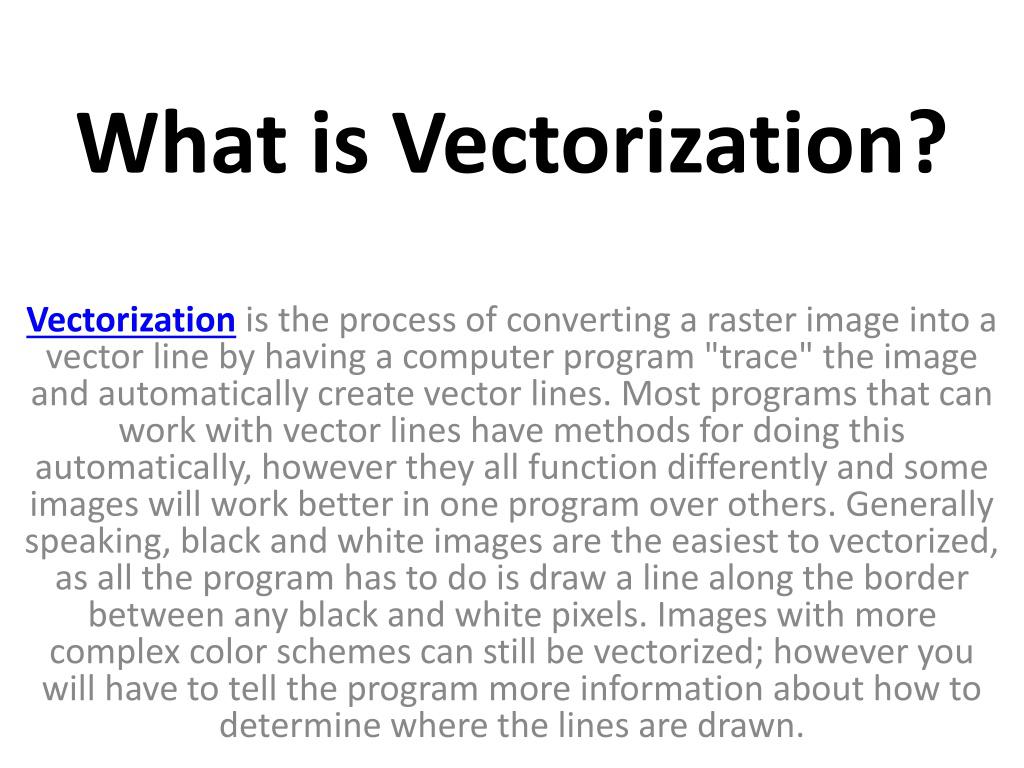 What is Vectorization?
Vectorization is the process of converting a raster image into a
vector line by having a computer program "trace" the image
and automatically create vector lines. Most programs that can
work with vector lines have methods for doing this
automatically, however they all function differently and some
images will work better in one program over others. Generally
speaking, black and white images are the easiest to vectorized,
as all the program has to do is draw a line along the border
between any black and white pixels. Images with more
complex color schemes can still be vectorized; however you
will have to tell the program more information about how to
determine where the lines are drawn.